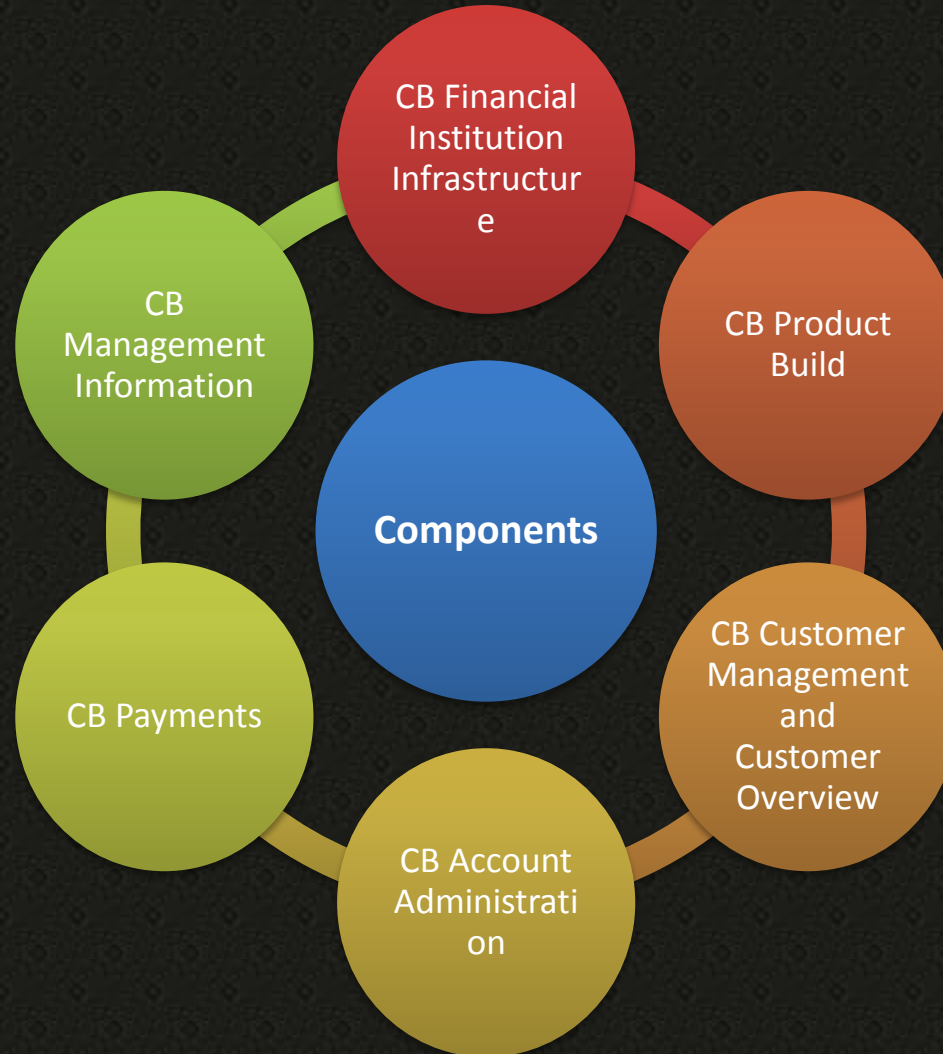 CB Financial
Institution
Infrastructur
e
CB Product
Build
CB Customer
Management
and
Customer
Overview
CB Account
Administrati
on
CB Payments
CB
Management
Information
Components